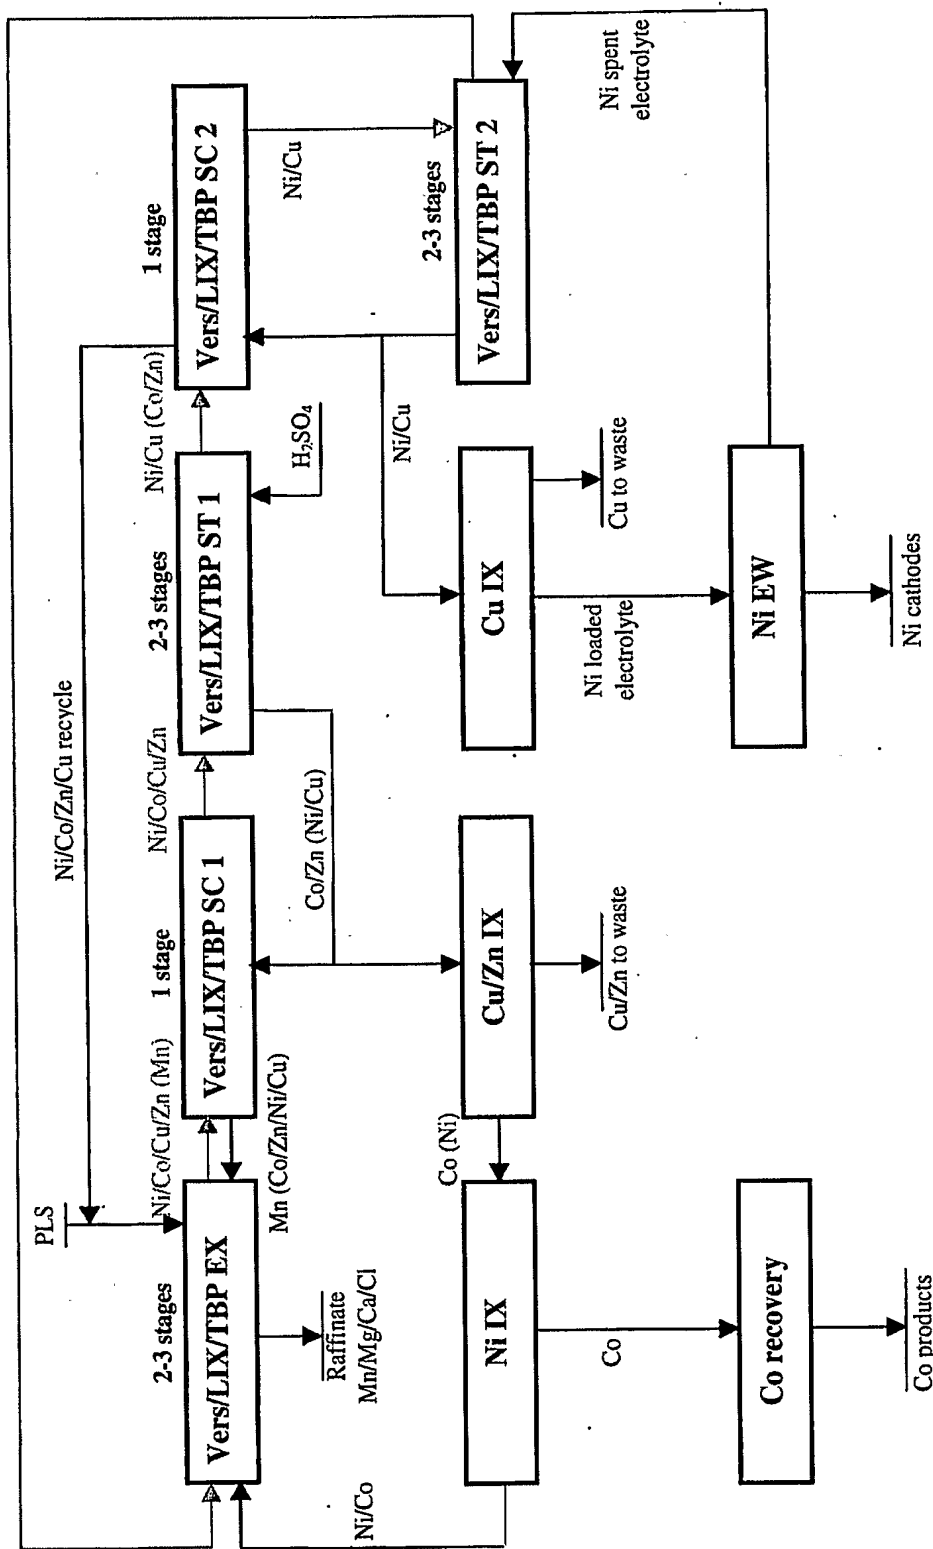 Ni/Co/Zn/Cu recycle
PLS
2-3 stages
Ni/Co/Cu/Zn (Mn)
1 stage
Ni/Co/Cu/Zn
2-3 stages
Ni/Cu (Co/Zn)
1 stage
Vers/LIX/TBP EX
Vers/LIX/TBP SC 1
Vers/LIX/TBP ST 1
Vers/LIX/TBP SC 2
Mn (Co/Zn/Ni/Cu)
Raffinate
Mn/Mg/Ca/Cl
Co/Zn (Ni/Cu)
H₂SO₄
Ni/Cu
Ni/Co
Ni/Cu
2-3 stages
Co (Ni)
Ni IX
Cu/Zn IX
Cu IX
Vers/LIX/TBP ST 2
Co
Cu/Zn to waste
Ni loaded
electrolyte
Cu to waste
Ni spent
electrolyte
Co recovery
Ni EW
Co products
Ni cathodes